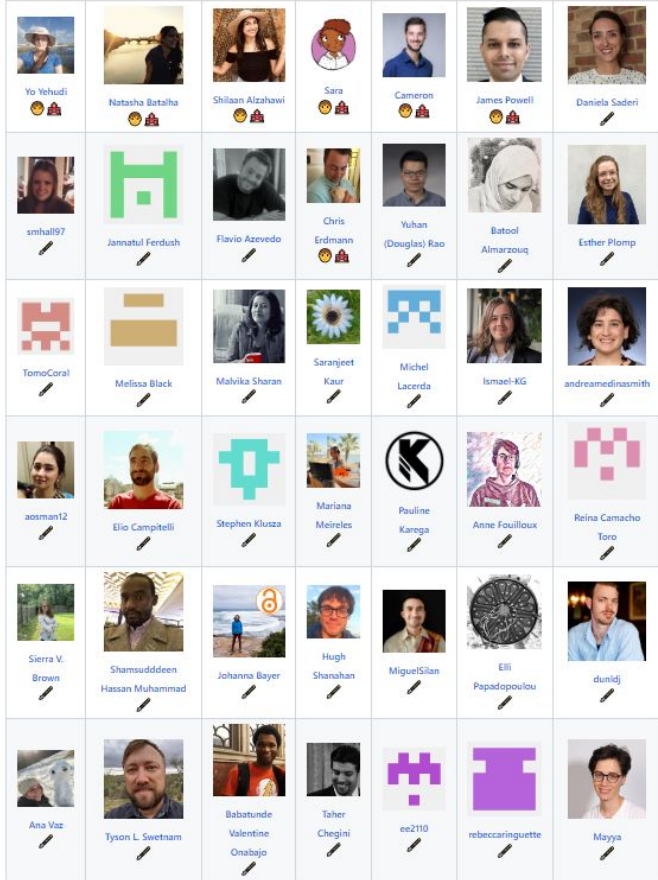 Yo Yehudi
Natasha Batalha
Shilaan Alzahawi
Sara
Cameron
James Powell
Daniela Saderi
smhall97
Jannatul Ferdush
Flavio Azevedo
Chris
Erdmann
Yuhan
(Douglas) Rao
Batool
Almarzouq
Esther Plomp
TomoCoral
Melissa Black
Malvika Sharan
Saranjeet
Kaur
Michel
Lacerda
Ismael-KG
andreamedinasmith
aosman12
Elio Campitelli
Stephen Klusza
Mariana
Meireles
K
Pauline
Karega
Anne Fouilloux
Reina Camacho
Toro
Sierra V.
Brown
Shamsudddeen
Hassan Muhammad
Johanna Bayer
Hugh
Shanahan
MiguelSilan
Elli
Papadopoulou
dunldj
Ana Vaz
Tyson L. Swetnam
Babatunde
Valentine
Onabajo
Taher
Chegini
ee2110
rebeccaringuette
Mayya